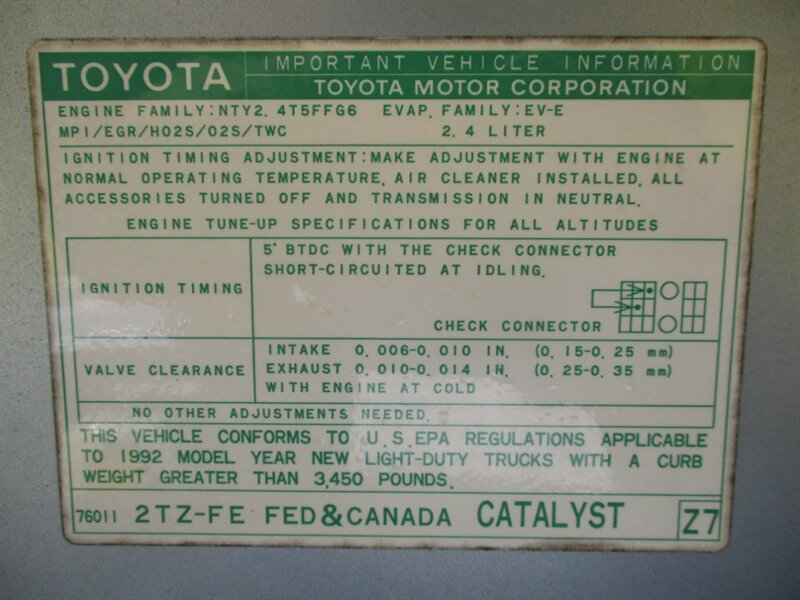 TOYOTA
IMPORTANT VEHICLE INFORMATION
TOYOTA MOTOR CORPORATION
ENGINE FAMILY:NTY2.4T5FFG6 EVAP. FAMILY:EV-E
MPI/EGR/HO2S/O2S/TWC 2.4 LITER
IGNITION TIMING ADJUSTMENT:MAKE ADJUSTMENT WITH ENGINE AT
NORMAL OPERATING TEMPERATURE, AIR CLEANER INSTALLED, ALL
ACCESSORIES TURNED OFF AND TRANSMISSION IN NEUTRAL.
ENGINE TUNE-UP SPECIFICATIONS FOR ALL ALTITUDES
IGNITION TIMING
5° BTDC WITH THE CHECK CONNECTOR
SHORT-CIRCUITED AT IDLING.
CHECK CONNECTOR
VALVE CLEARANCE
INTAKE 0.006-0.010 IN. (0.15-0.25 mm)
EXHAUST 0.010-0.014 IN. (0.25-0.35 mm)
WITH ENGINE AT COLD
NO OTHER ADJUSTMENTS NEEDED.
THIS VEHICLE CONFORMS TO U.S.EPA REGULATIONS APPLICABLE
TO 1992 MODEL YEAR NEW LIGHT-DUTY TRUCKS WITH A CURB
WEIGHT GREATER THAN 3,450 POUNDS.
76011 2TZ-FE FED&CANADA CATALYST Z7